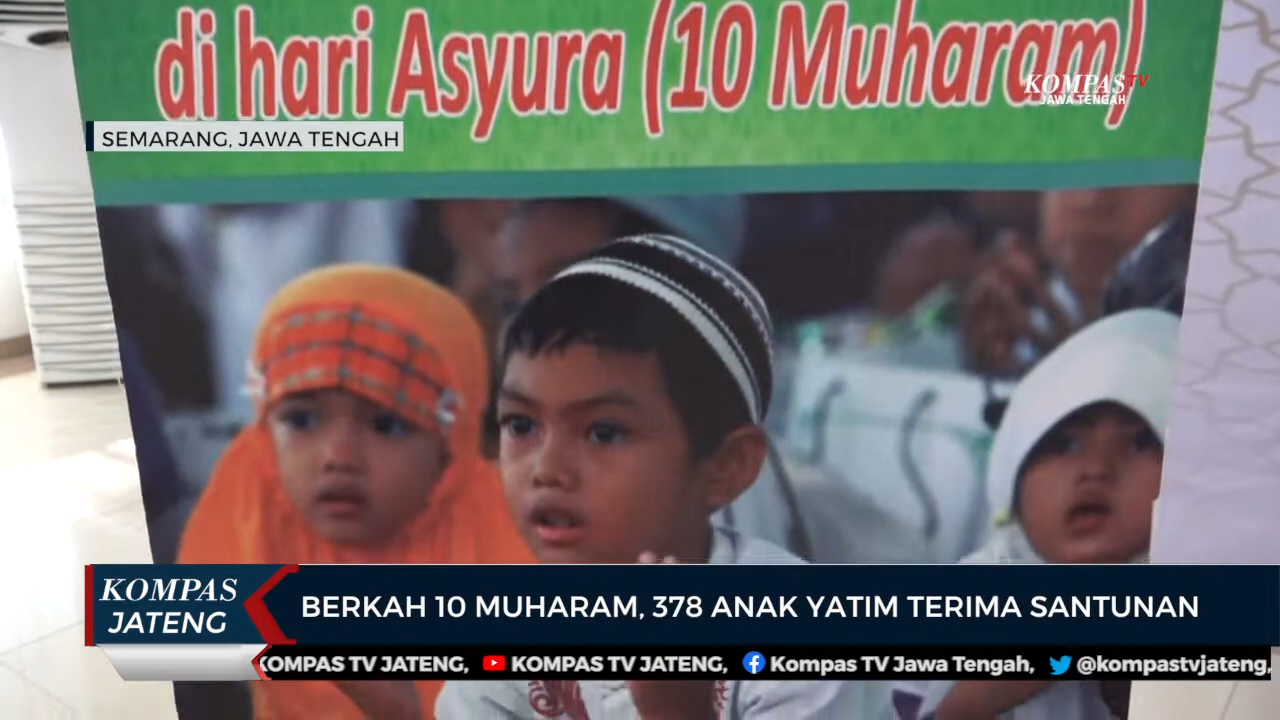 di hari Asyura (10 Muharam)
KOMPAS TV
JAWA TENGAH
SEMARANG, JAWA TENGAH
KOMPAS
JATENG
BERKAH 10 MUHARAM, 378 ANAK YATIM TERIMA SANTUNAN
KOMPAS TV JATENG, KOMPAS TV JATENG, Kompas TV Jawa Tengah, @kompastvjateng,